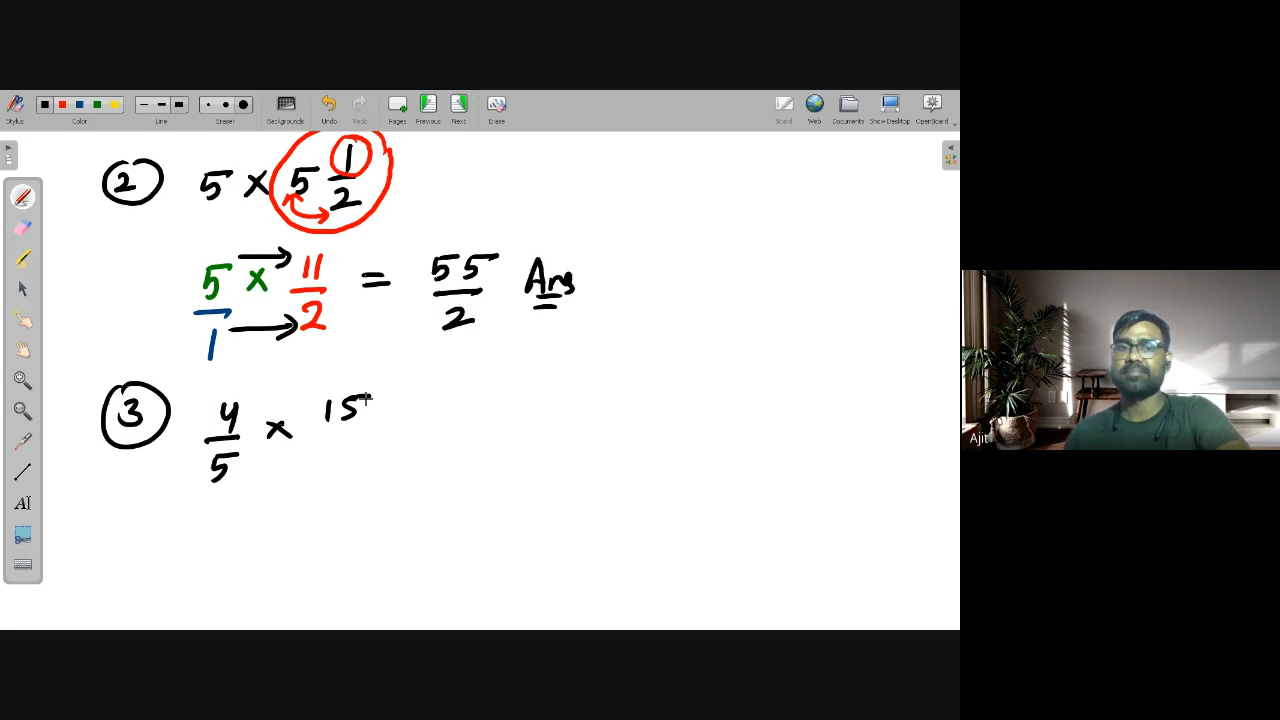 Stylus Color Line Eraser Backgrounds Undo Redo Pages Previous Next Erase Board Web Documents Show Desktop OpenBoard
2 5 × 5 1/2
5/1 × 11/2 = 55/2 Ans
3 4/5 × 15
Ajit